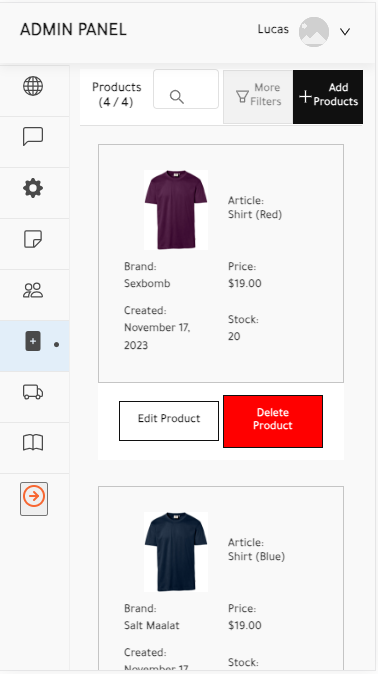 ADMIN PANEL
Lucas
Products
(4 / 4)
More
Filters
Add
Products
Article:
Shirt (Red)
Brand:
Sexbomb
Price:
$19.00
Created:
November 17,
2023
Stock:
20
Edit Product
Delete
Product
Article:
Shirt (Blue)
Brand:
Salt Maalat
Price:
$19.00
Created:
November 17,
Stock: